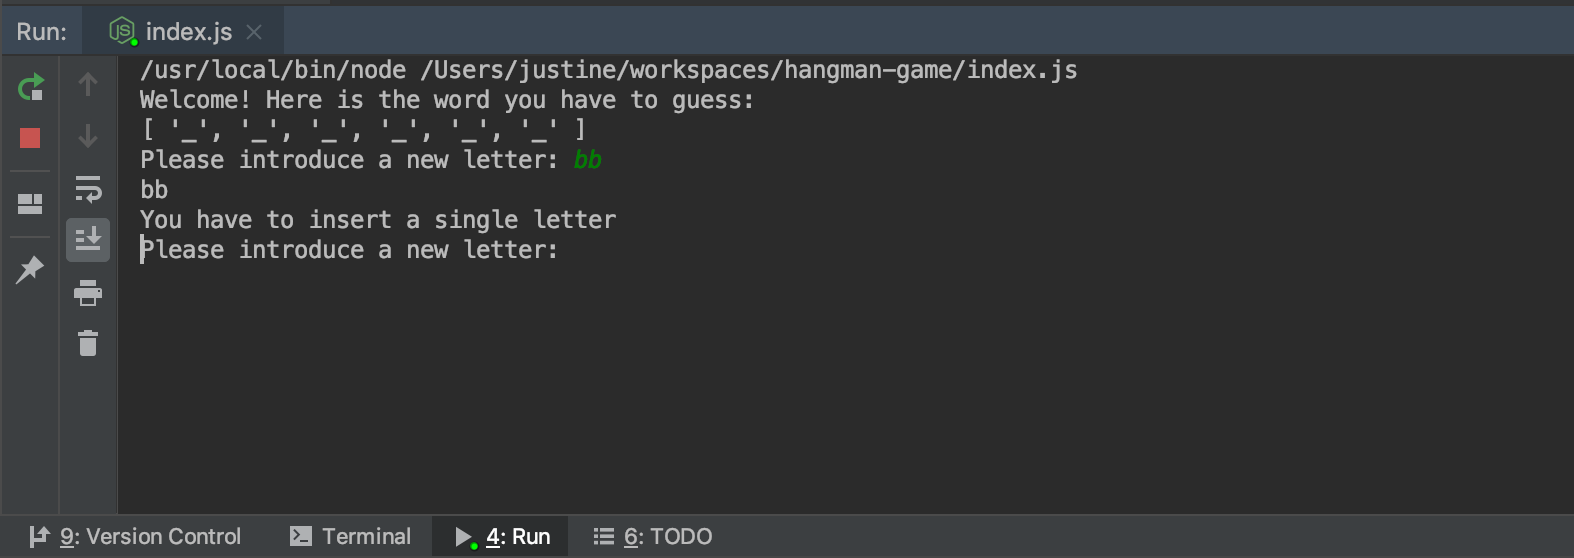 Run: index.js
/usr/local/bin/node /Users/justine/workspaces/hangman-game/index.js
Welcome! Here is the word you have to guess:
[ '_', '_', '_', '_', '_', '_' ]
Please introduce a new letter: bb
bb
You have to insert a single letter
Please introduce a new letter:
9: Version Control Terminal 4: Run 6: TODO